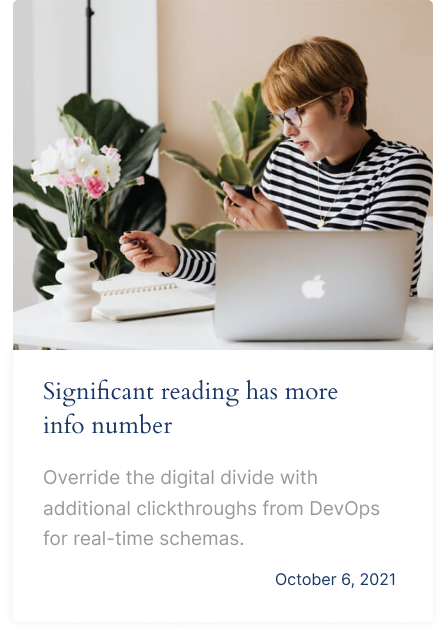 Significant reading has more
info number
Override the digital divide with
additional clickthroughs from DevOps
for real-time schemas.
October 6, 2021